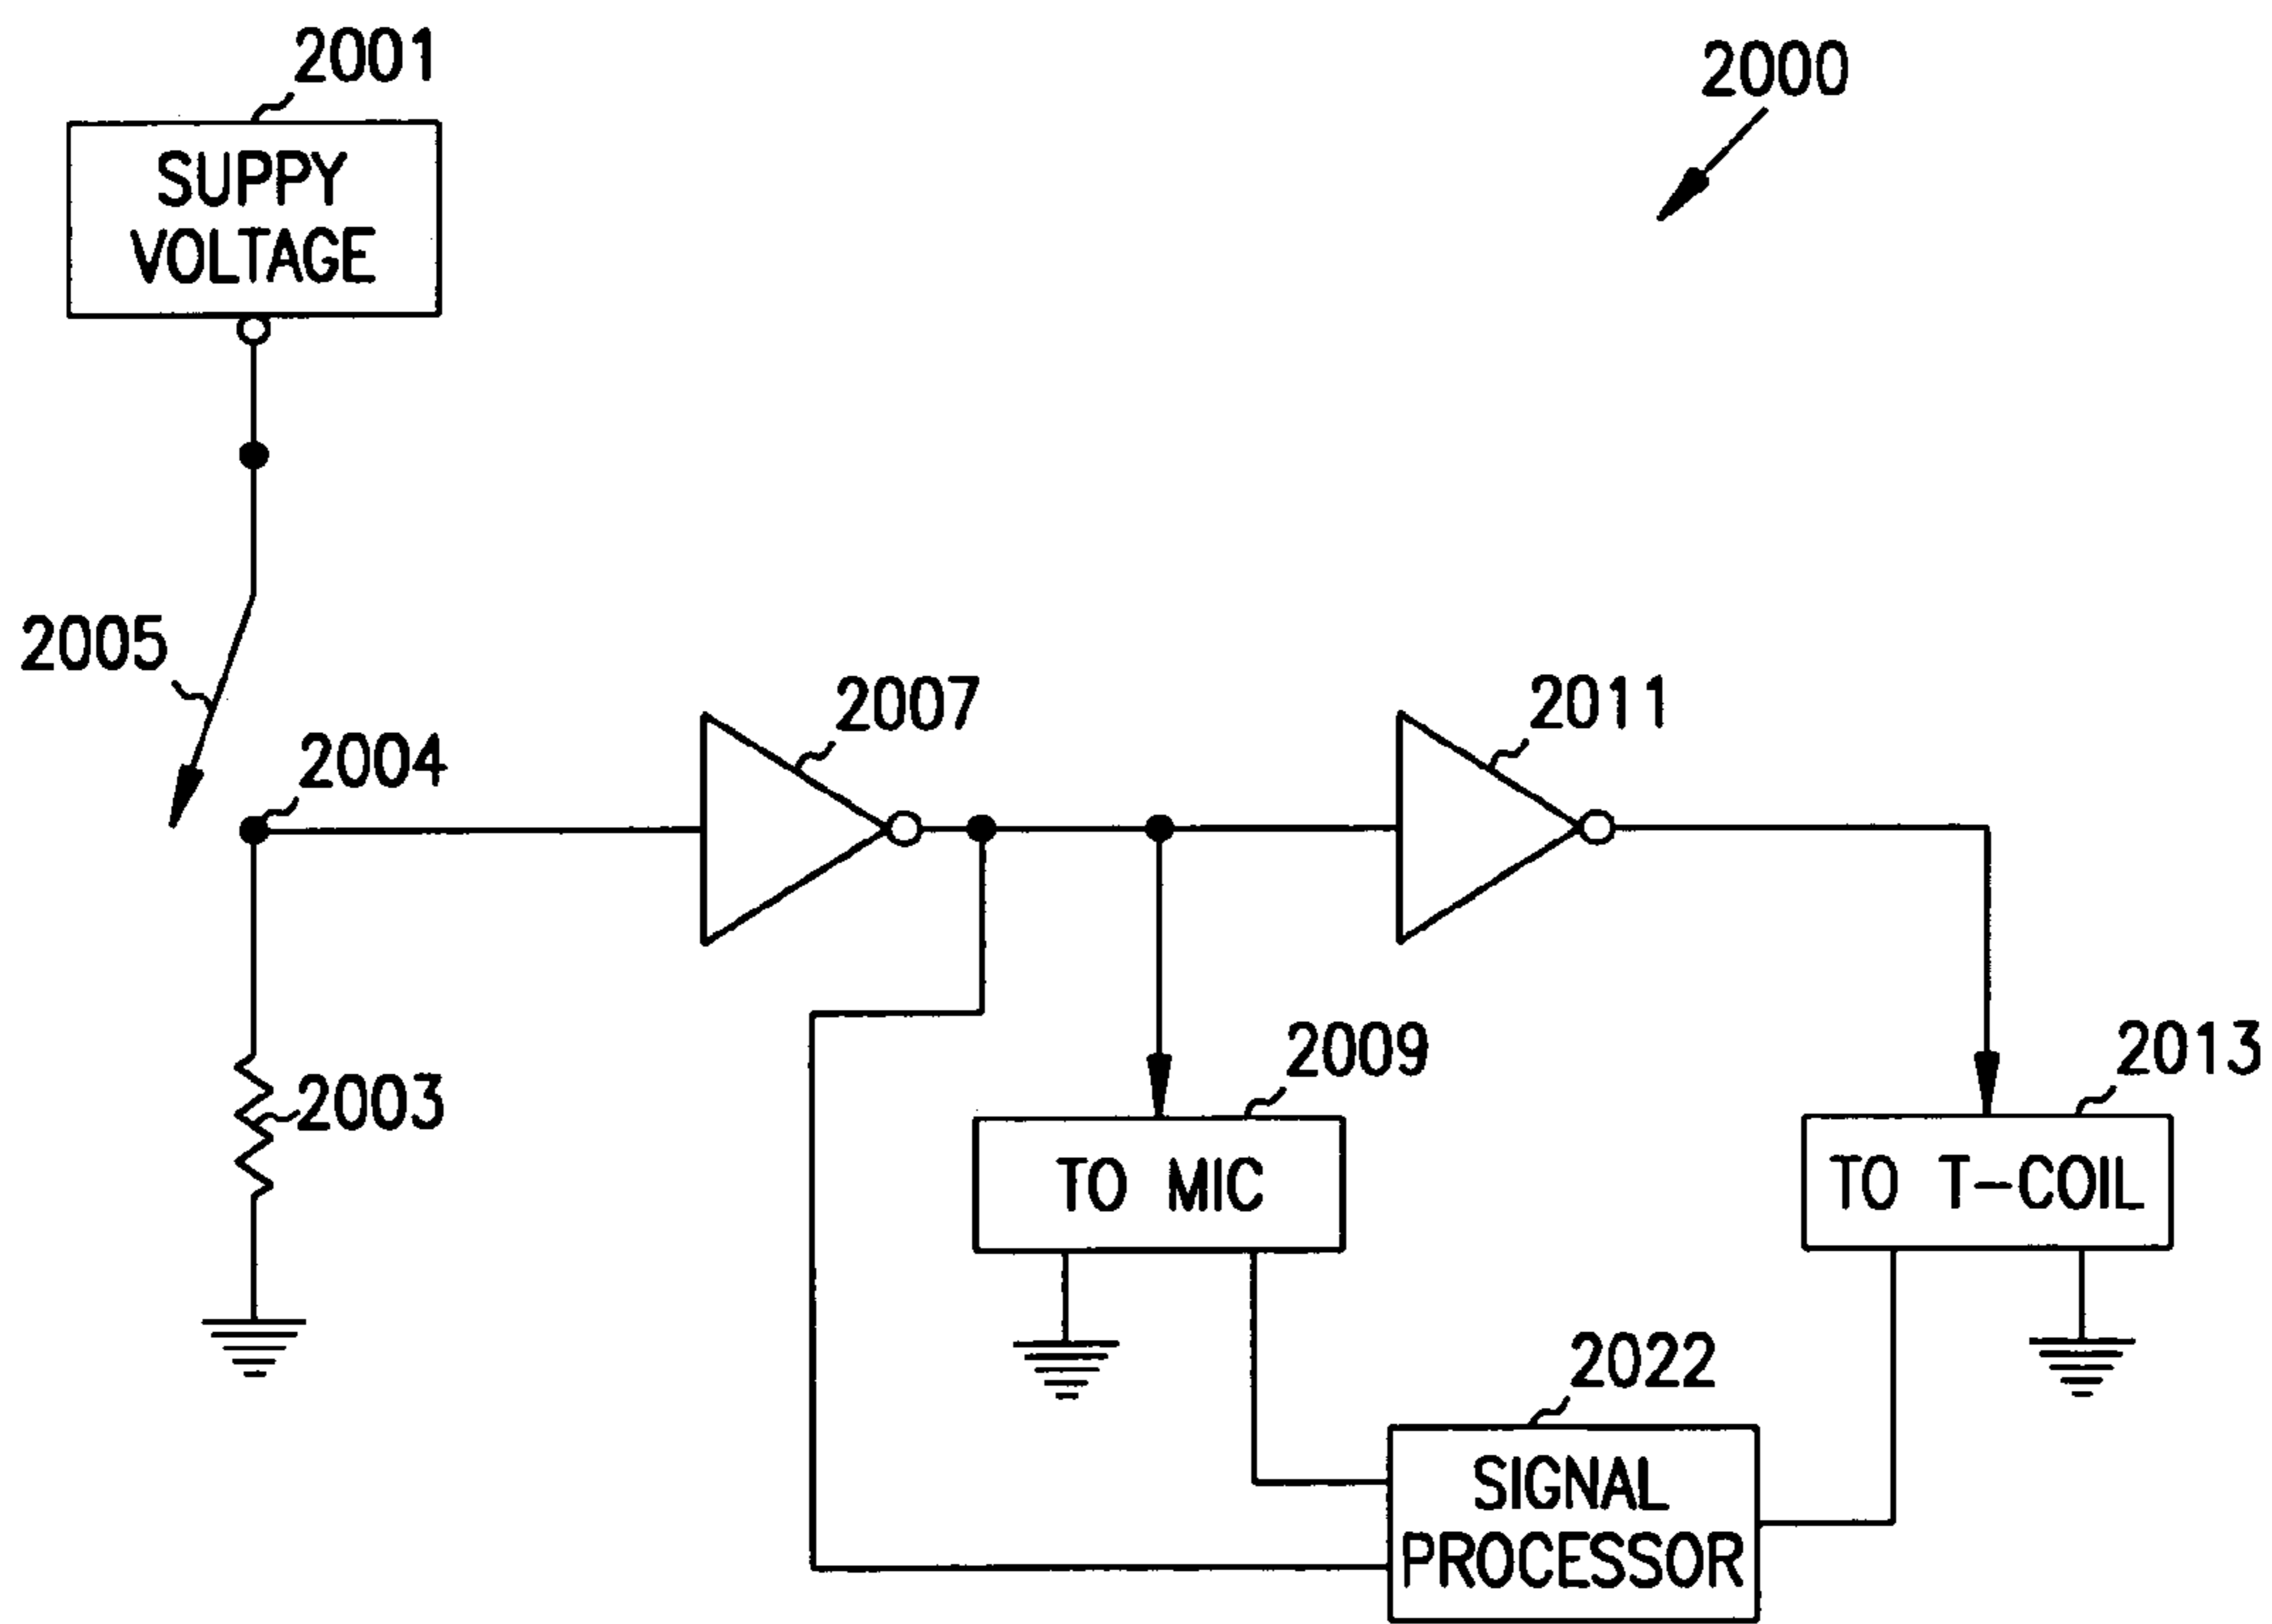 2001
2000
SUPPY
VOLTAGE
2005
2004
2007
2011
2003
2009
2013
TO MIC
TO T-COIL
2022
SIGNAL
PROCESSOR